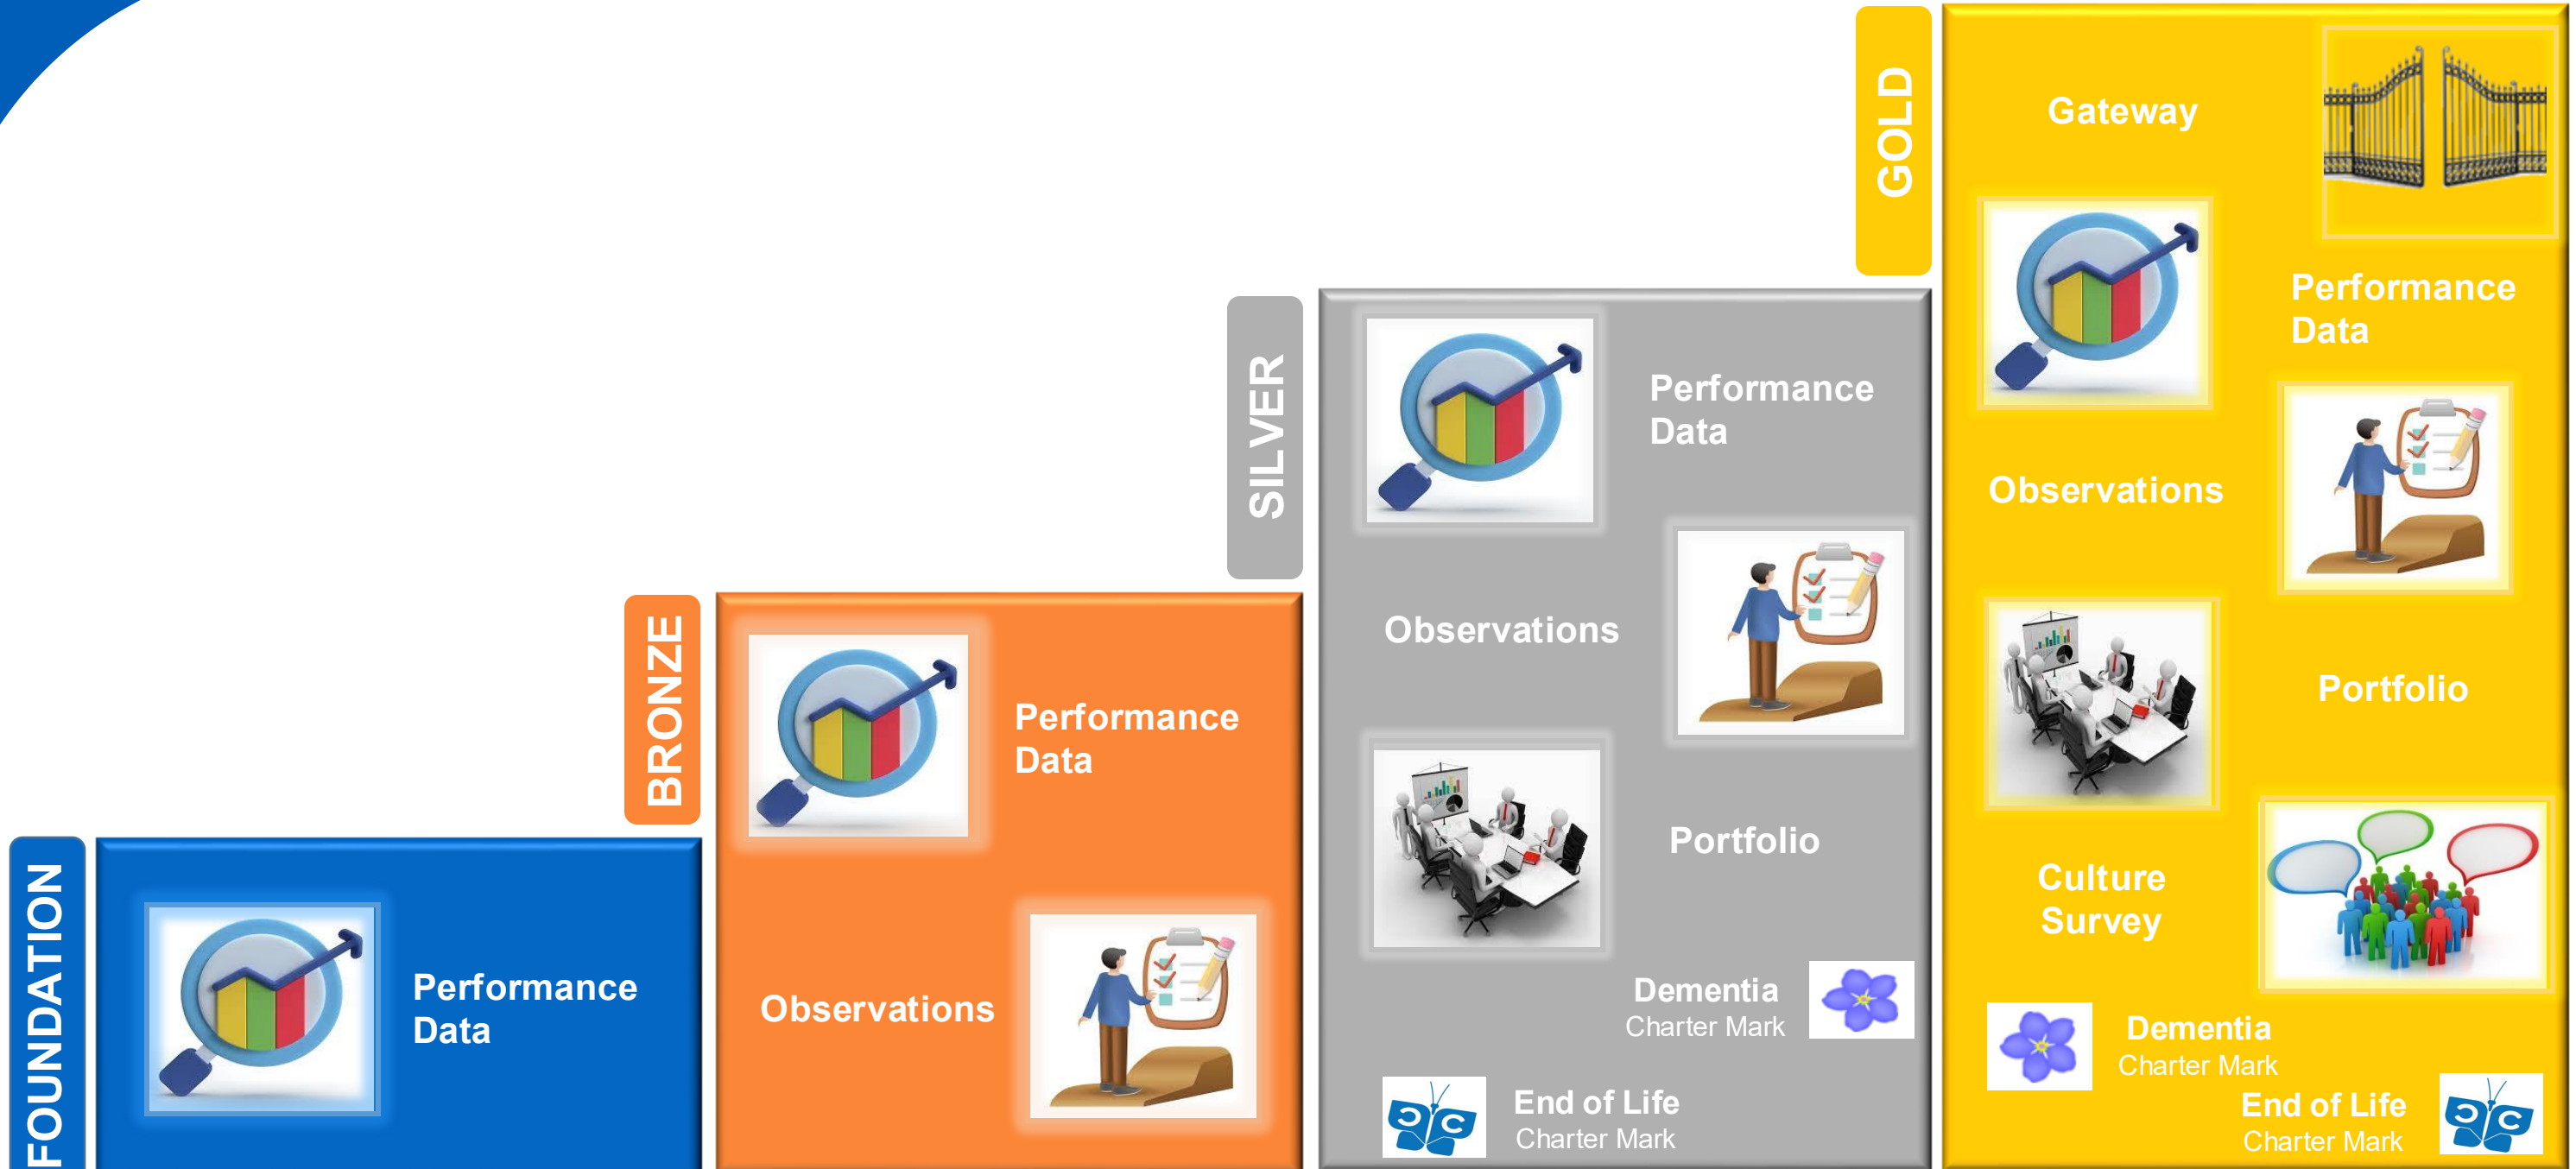 FOUNDATION
Performance
Data
BRONZE
Performance
Data
Observations
SILVER
Performance
Data
Observations
Portfolio
Dementia
Charter Mark
End of Life
Charter Mark
GOLD
Gateway
Performance
Data
Observations
Portfolio
Culture
Survey
Dementia
Charter Mark
End of Life
Charter Mark